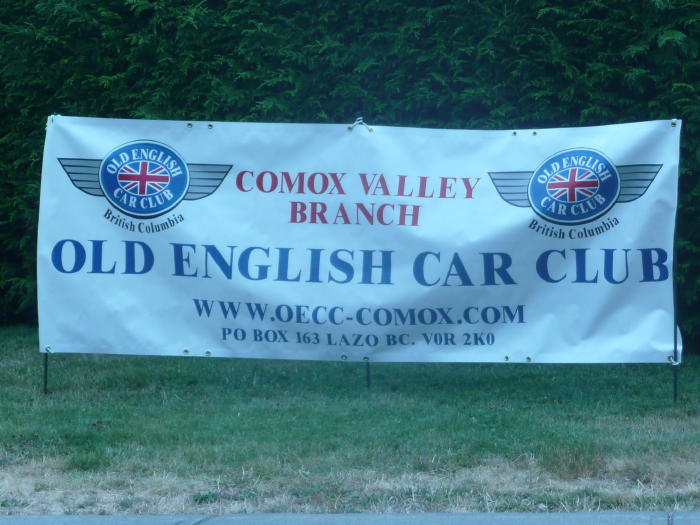 OLD ENGLISH
CAR CLUB
British Columbia
COMOX VALLEY
BRANCH
OLD ENGLISH
CAR CLUB
British Columbia
OLD ENGLISH CAR CLUB
WWW.OECC-COMOX.COM
PO BOX 163 LAZO BC. V0R 2K0